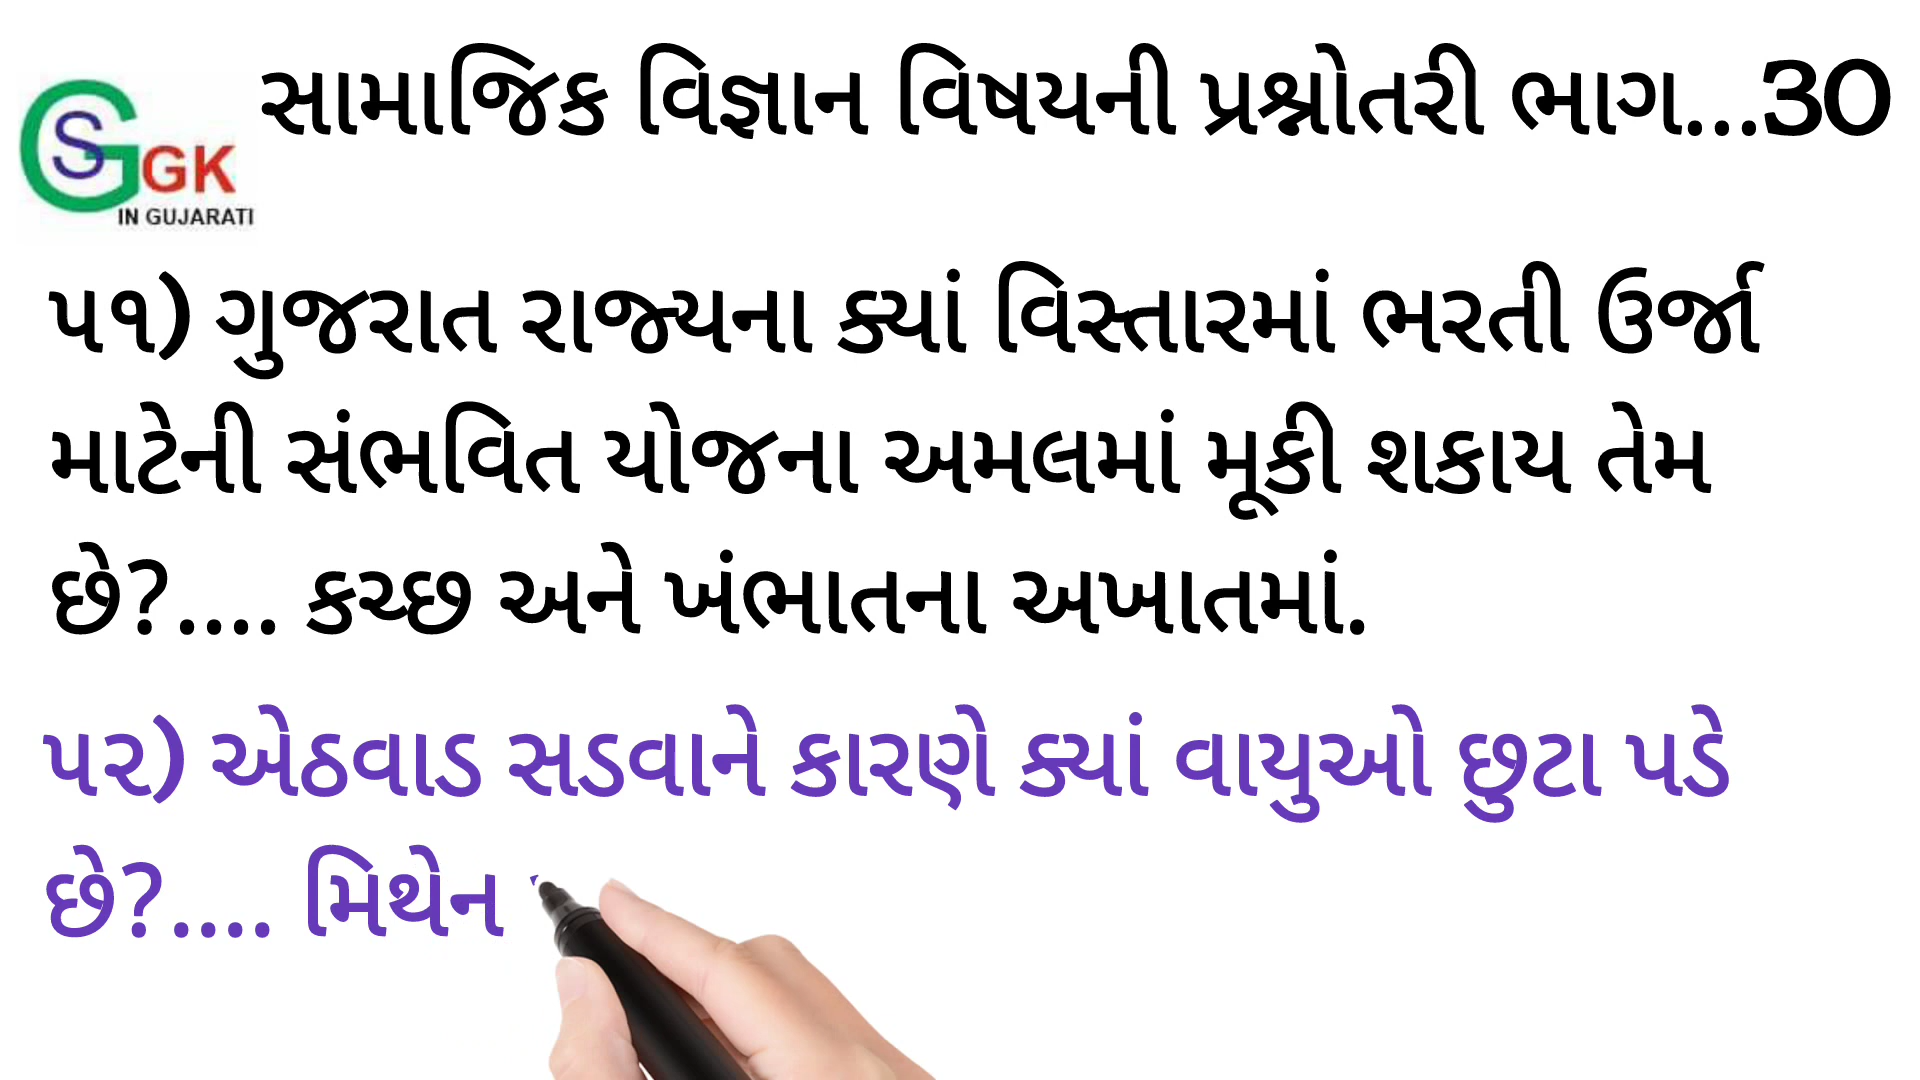 સામાજિક વિજ્ઞાન વિષયની પ્રશ્નોતરી ભાગ...30
GS GK
IN GUJARATI
૫૧) ગુજરાત રાજ્યના ક્યાં વિસ્તારમાં ભરતી ઉર્જા
માટેની સંભવિત યોજના અમલમાં મૂકી શકાય તેમ
છે?.... કચ્છ અને ખંભાતના અખાતમાં.
૫૨) એઠવાડ સડવાને કારણે ક્યાં વાયુઓ છુટા પડે
છે?.... મિથેન